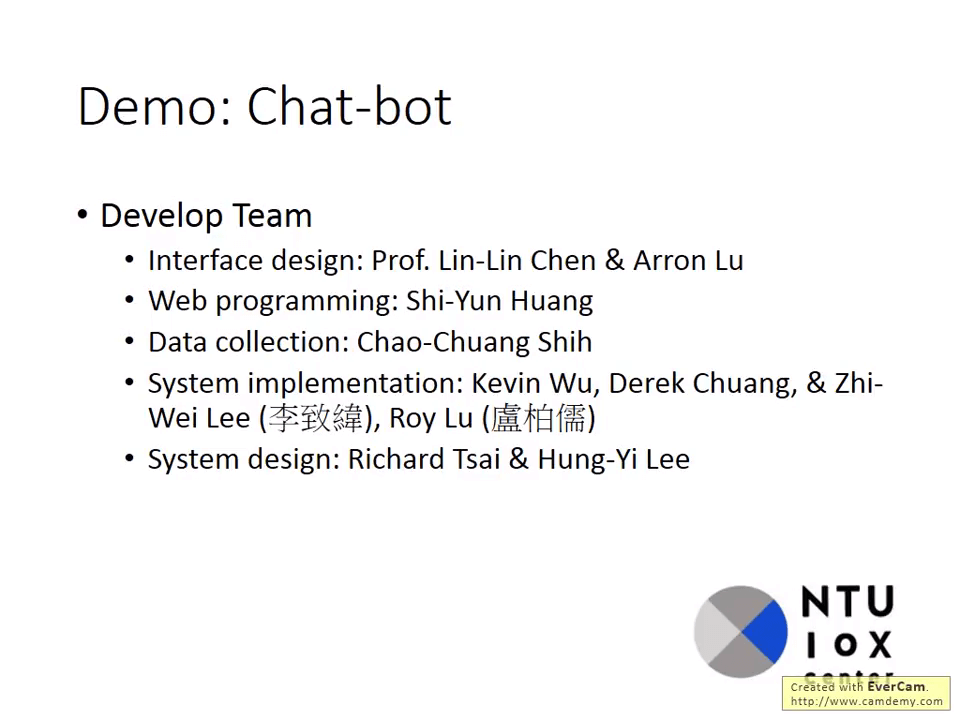 Demo: Chat-bot
• Develop Team
• Interface design: Prof. Lin-Lin Chen & Arron Lu
• Web programming: Shi-Yun Huang
• Data collection: Chao-Chuang Shih
• System implementation: Kevin Wu, Derek Chuang, & Zhi-
Wei Lee (李致緯), Roy Lu (盧柏儒)
• System design: Richard Tsai & Hung-Yi Lee
NTU
IoX
center
Created with EverCam.
http://www.camdemy.com